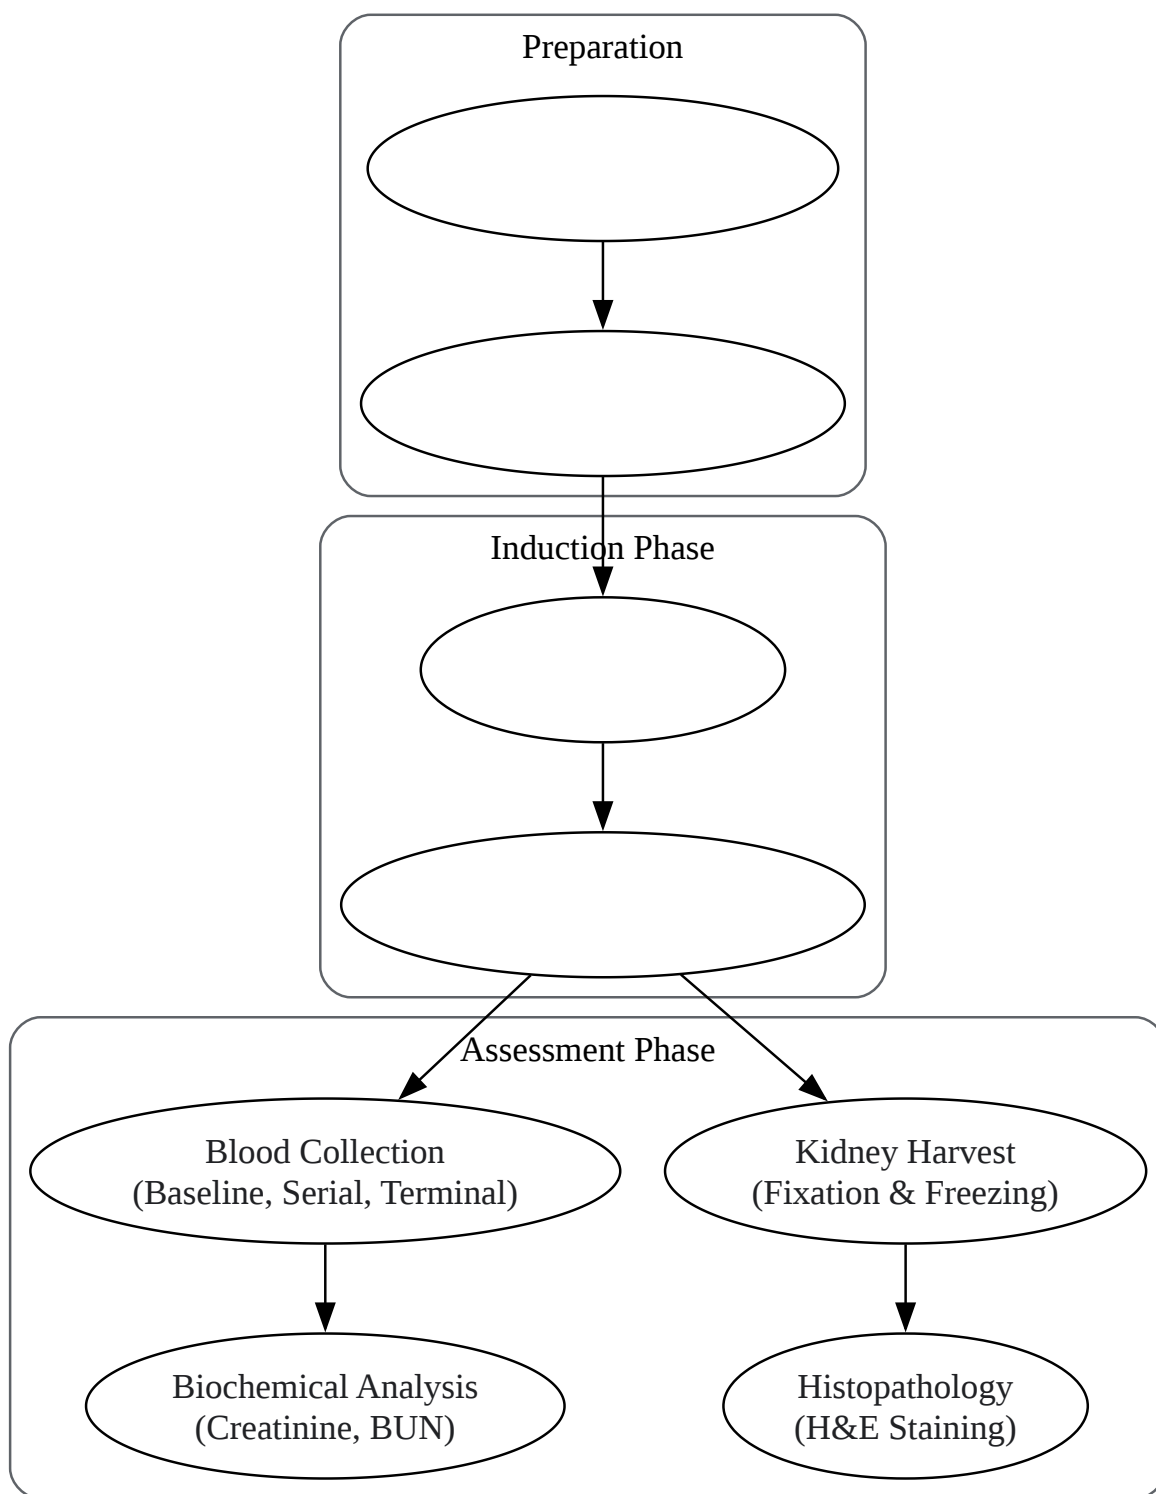 Preparation
Induction Phase
Assessment Phase
Blood Collection
(Baseline, Serial, Terminal)
Kidney Harvest
(Fixation & Freezing)
Biochemical Analysis
(Creatinine, BUN)
Histopathology
(H&E Staining)